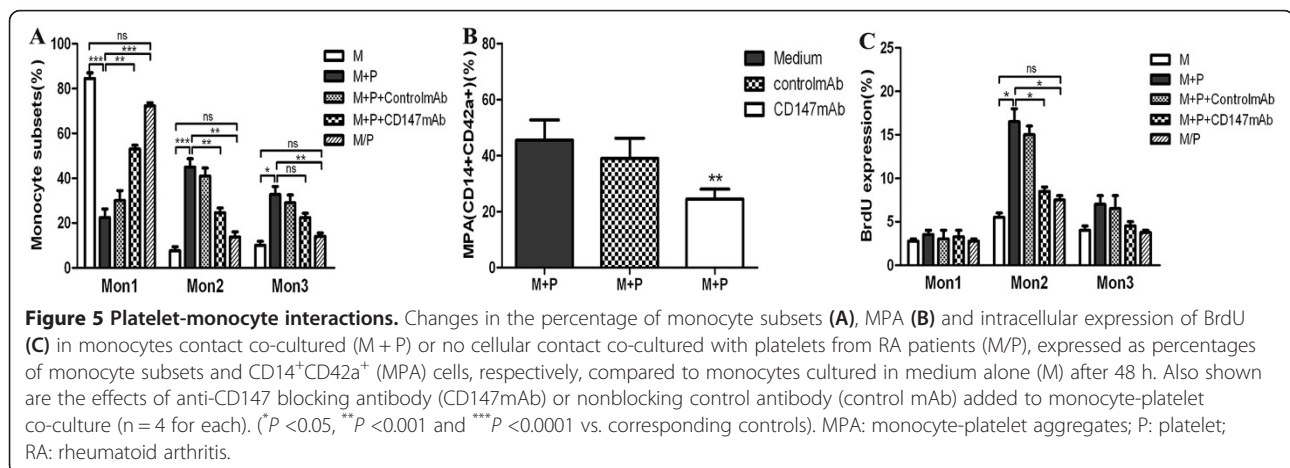 A
B
C
Monocyte subsets(%)
100
80
60
40
20
0
ns
***
*** **
ns
**
*** **
ns
**
* ns
Mon1 Mon2 Mon3
M
M+P
M+P+ControlmAb
M+P+CD147mAb
M/P
MPA(CD14+CD42a+)(%)
80
60
40
20
0
**
M+P M+P M+P
Medium
controlmAb
CD147mAb
BrdU expression(%)
25
20
15
10
5
0
ns
*
* *
Mon1 Mon2 Mon3
M
M+P
M+P+ControlmAb
M+P+CD147mAb
M/P
Figure 5 Platelet-monocyte interactions. Changes in the percentage of monocyte subsets (A), MPA (B) and intracellular expression of BrdU
(C) in monocytes contact co-cultured (M + P) or no cellular contact co-cultured with platelets from RA patients (M/P), expressed as percentages
of monocyte subsets and CD14+CD42a+ (MPA) cells, respectively, compared to monocytes cultured in medium alone (M) after 48 h. Also shown
are the effects of anti-CD147 blocking antibody (CD147mAb) or nonblocking control antibody (control mAb) added to monocyte-platelet
co-culture (n = 4 for each). (*P <0.05, **P <0.001 and ***P <0.0001 vs. corresponding controls). MPA: monocyte-platelet aggregates; P: platelet;
RA: rheumatoid arthritis.